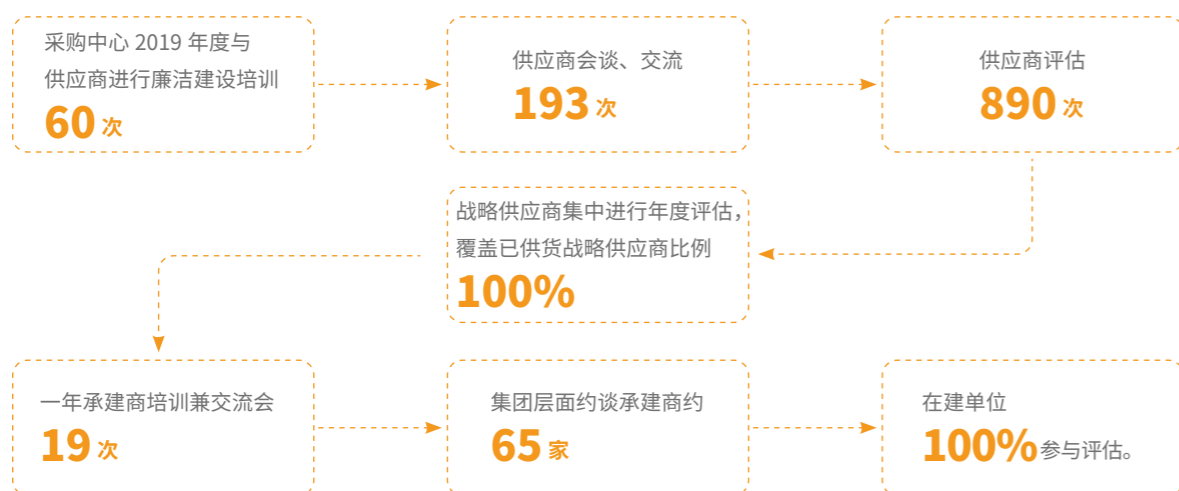 采购中心 2019 年度与
供应商进行廉洁建设培训
60 次
供应商会谈、交流
193 次
供应商评估
890 次
战略供应商集中进行年度评估，
覆盖已供货战略供应商比例
100%
一年承建商培训兼交流会
19 次
集团层面约谈承建商约
65 家
在建单位
100% 参与评估。